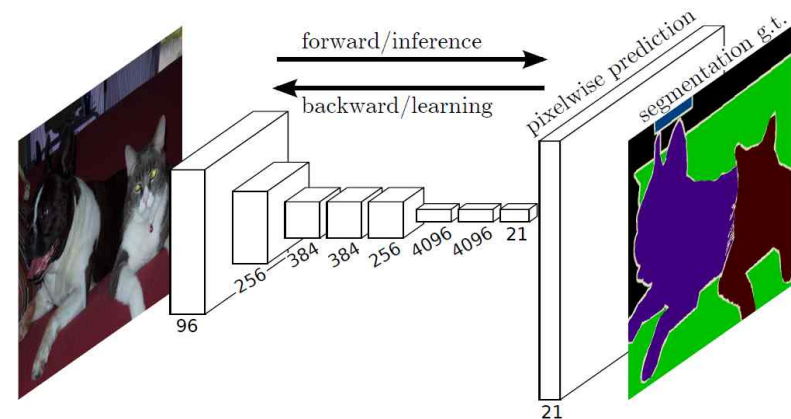 forward/inference
backward/learning
pixelwise prediction
segmentation g.t.
96
256
384
384
256
4096
4096
21
21